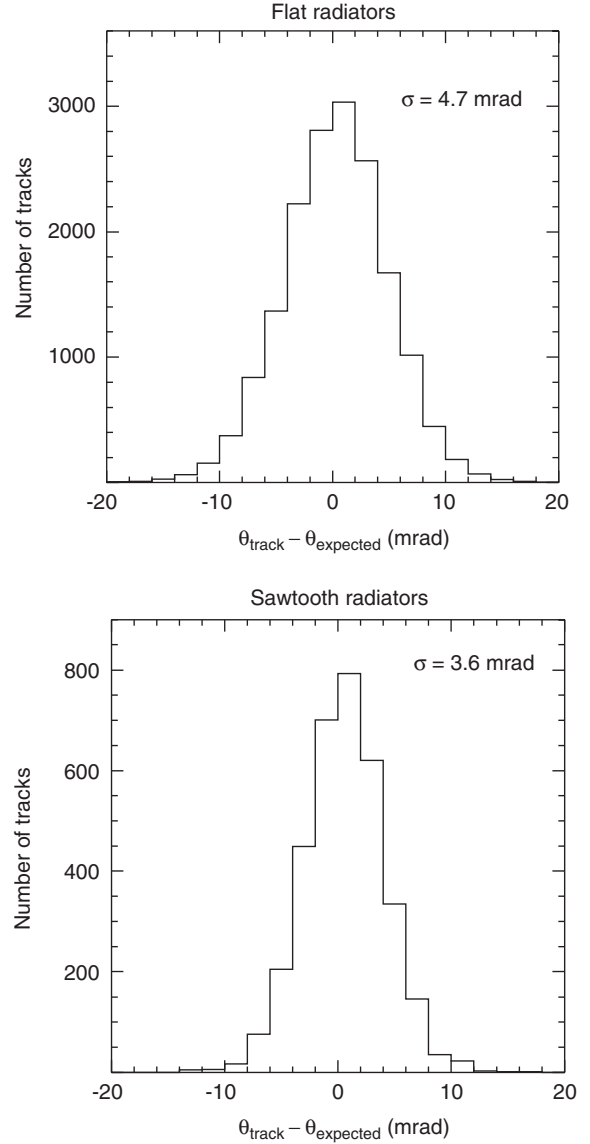 Flat radiators
σ = 4.7 mrad
3000
2000
1000
Number of tracks
-20 -10 0 10 20
θtrack – θexpected (mrad)
Sawtooth radiators
σ = 3.6 mrad
800
600
400
200
Number of tracks
-20 -10 0 10 20
θtrack – θexpected (mrad)